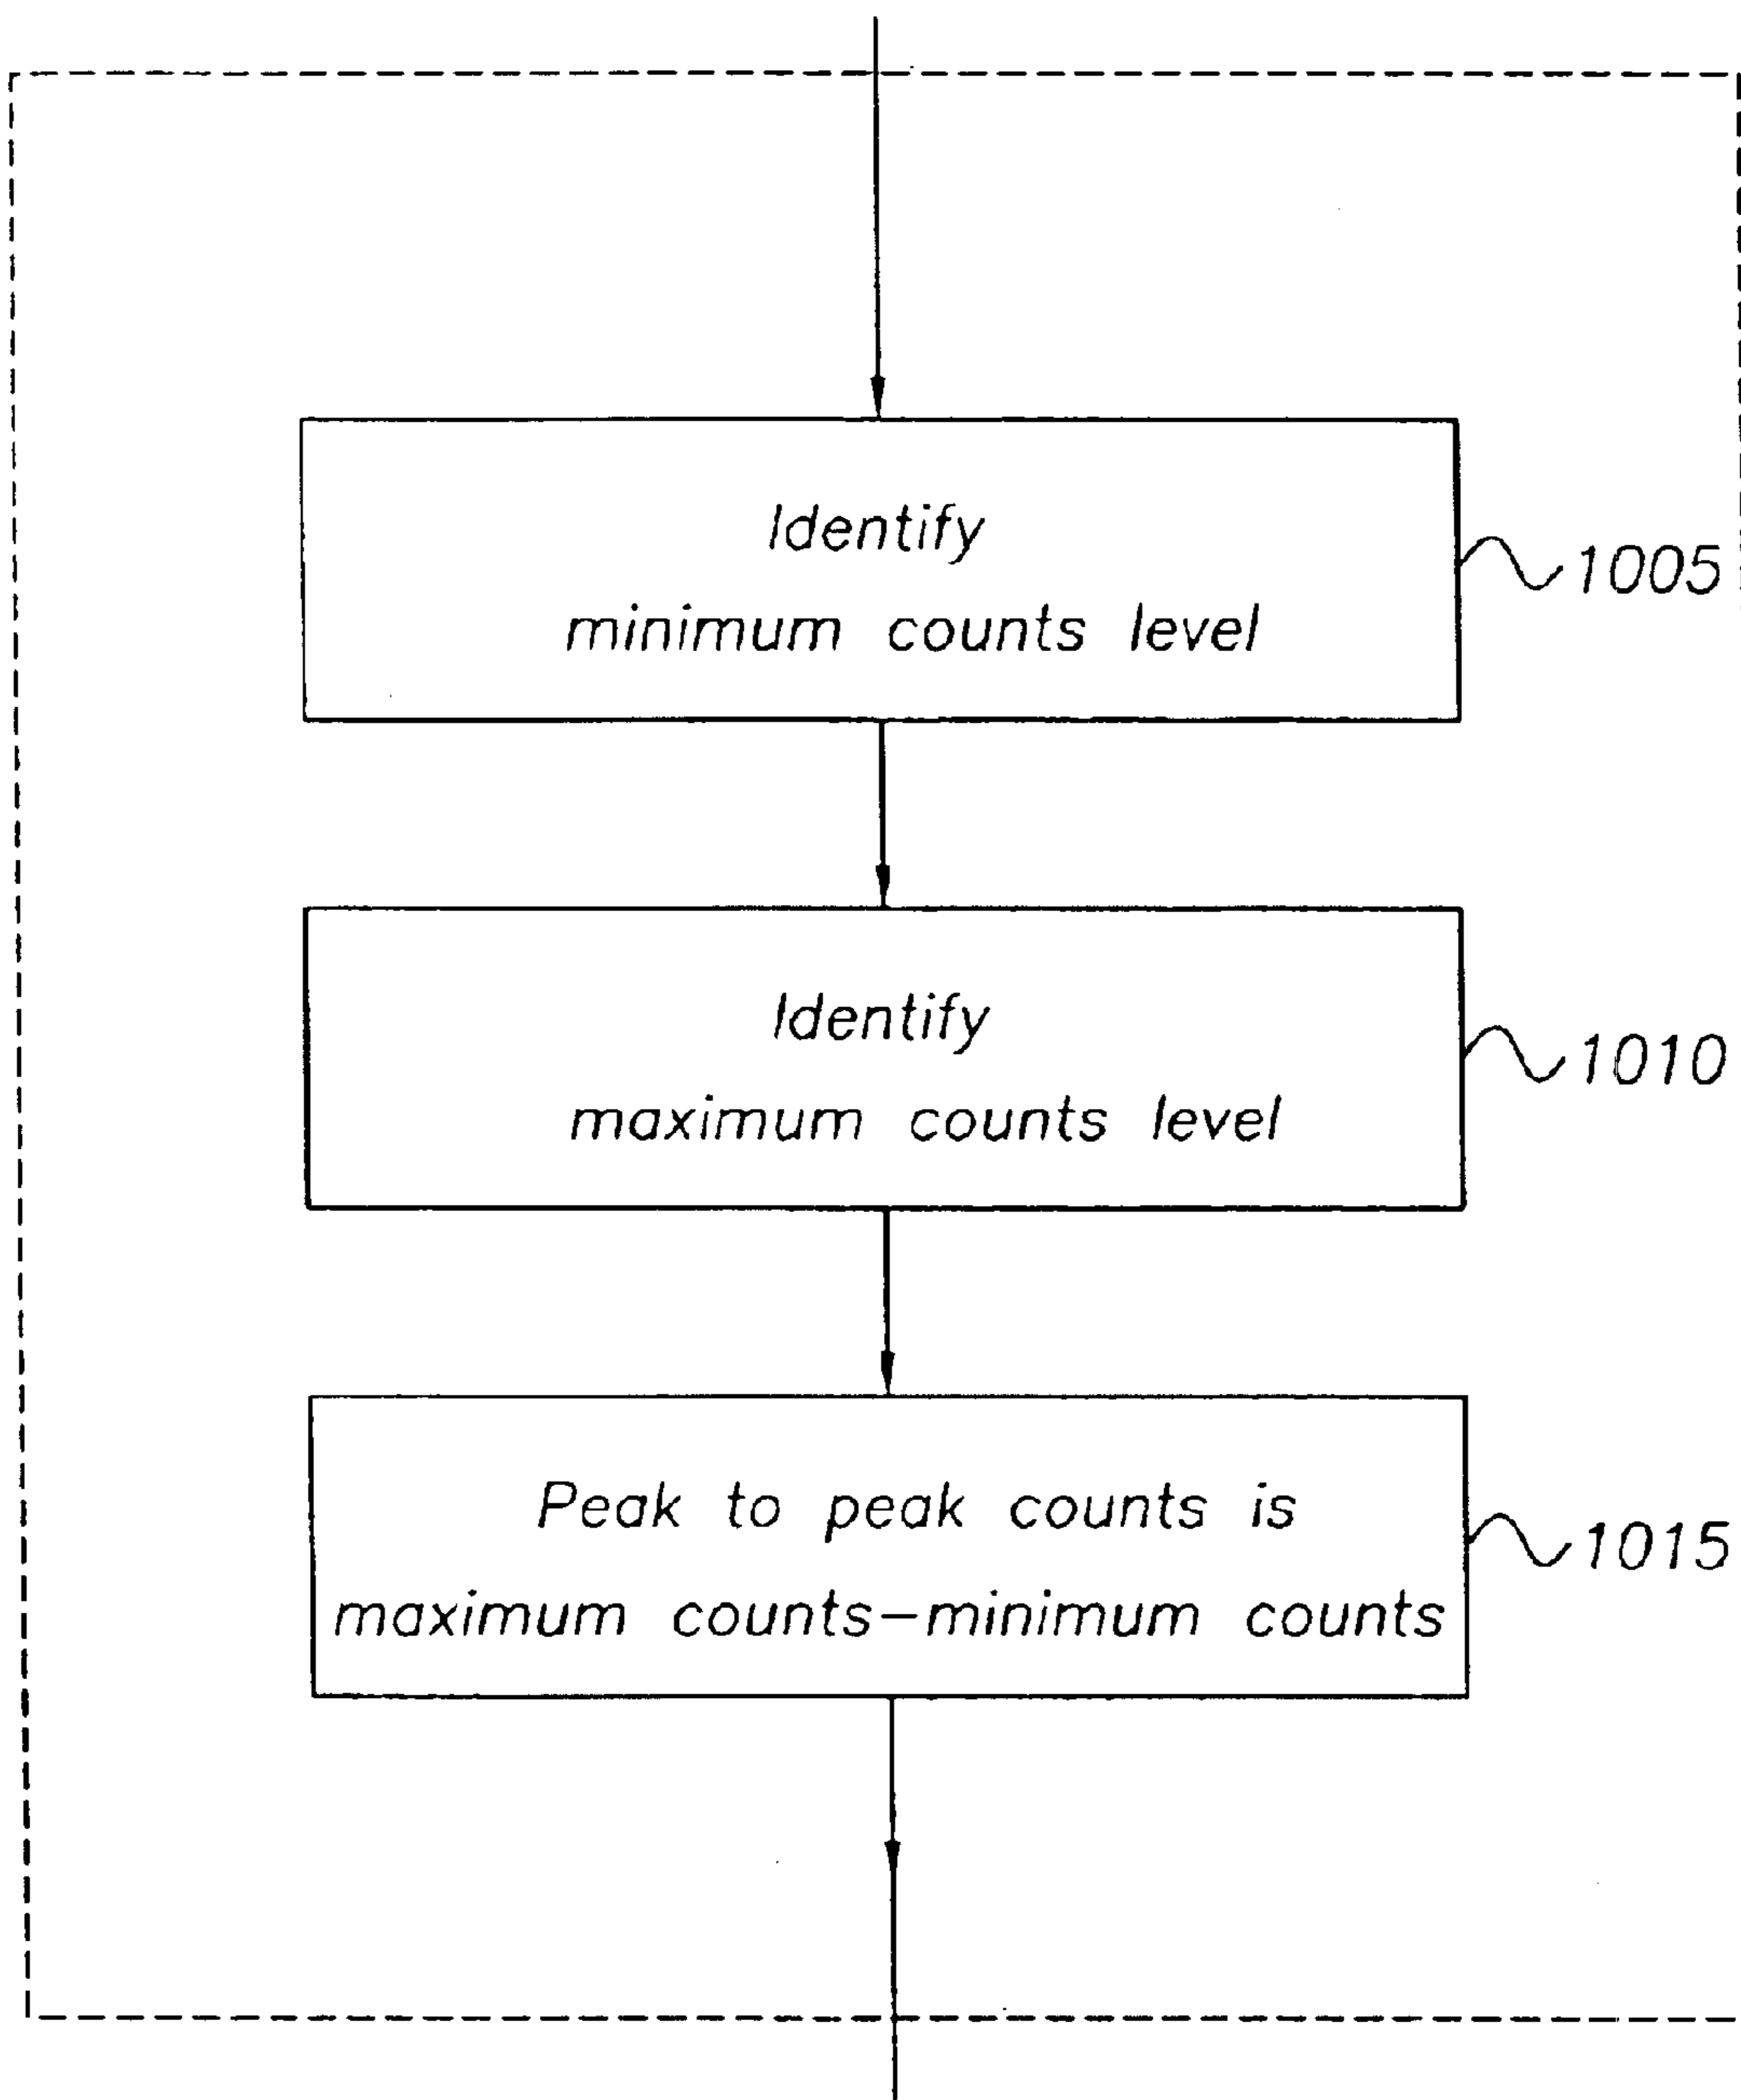 Identify
minimum counts level
1005
Identify
maximum counts level
1010
Peak to peak counts is
maximum counts–minimum counts
1015